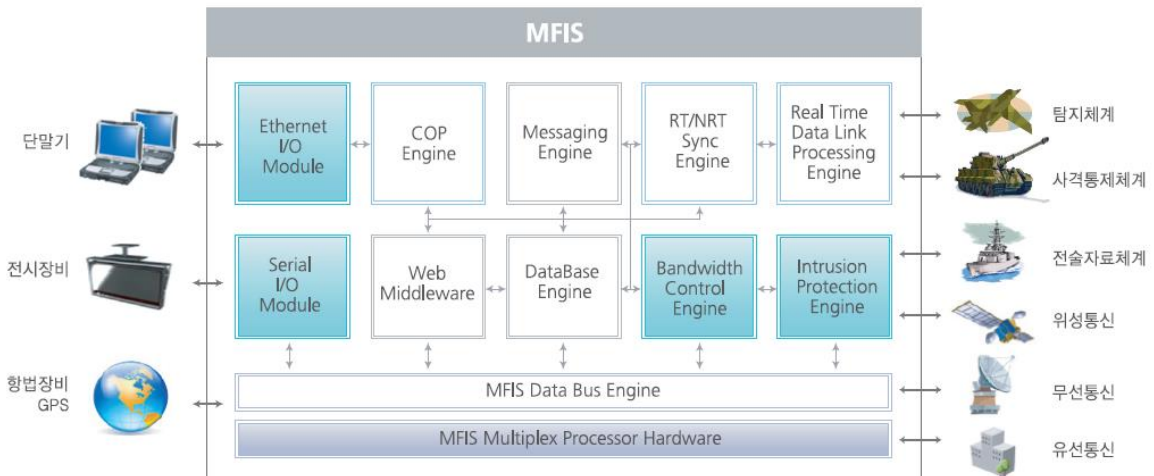 MFIS
단말기
Ethernet
I/O
Module
COP
Engine
Messaging
Engine
RT/NRT
Sync
Engine
Real Time
Data Link
Processing
Engine
탐지체계
사격통제체계
전시장비
Serial
I/O
Module
Web
Middleware
DataBase
Engine
Bandwidth
Control
Engine
Intrusion
Protection
Engine
전술자료체계
위성통신
항법장비
GPS
MFIS Data Bus Engine
무선통신
MFIS Multiplex Processor Hardware
유선통신